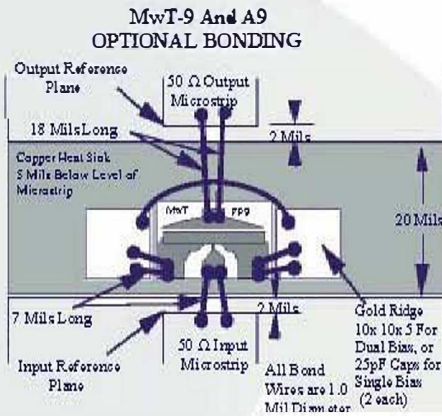 MwT-9 And A9
OPTIONAL BONDING
Output Reference
Plane
50 Ω Output
Microstrip
18 Mils Long
2 Mils
Copper Heat Sink
5 Mils Below Level of
Microstrip
MwT
20 Mils
7 Mils Long
2 Mils
Input Reference
Plane
50 Ω Input
Microstrip
All Bond
Wires are 1.0
Mil Diameter
Gold Ridge
10x 10x 5 For
Dual Bias, or
25pF Caps for
Single Bias
(2 each)